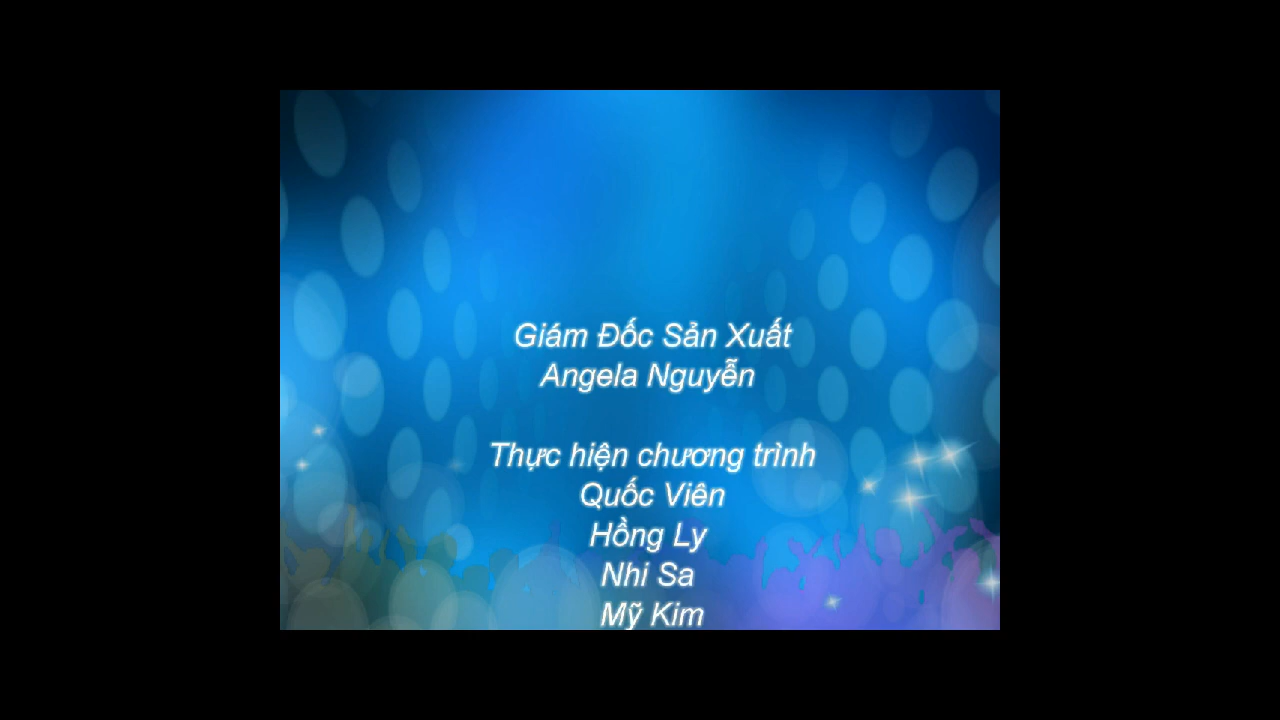 Giám Đốc Sản Xuất
Angela Nguyễn
Thực hiện chương trình
Quốc Viên
Hồng Ly
Nhi Sa
Mỹ Kim